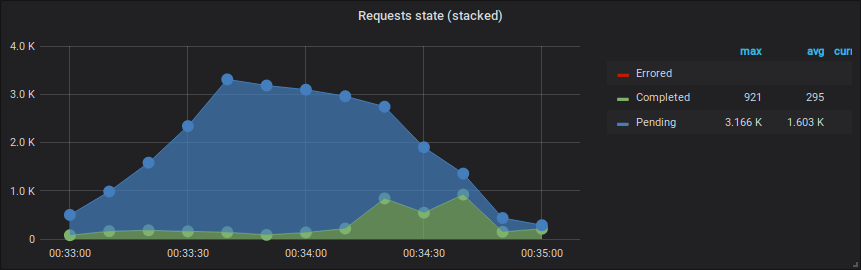 Requests state (stacked)
4.0 K
3.0 K
2.0 K
1.0 K
0
00:33:00 00:33:30 00:34:00 00:34:30 00:35:00
max avg curr
Errored
Completed 921 295
Pending 3.166 K 1.603 K